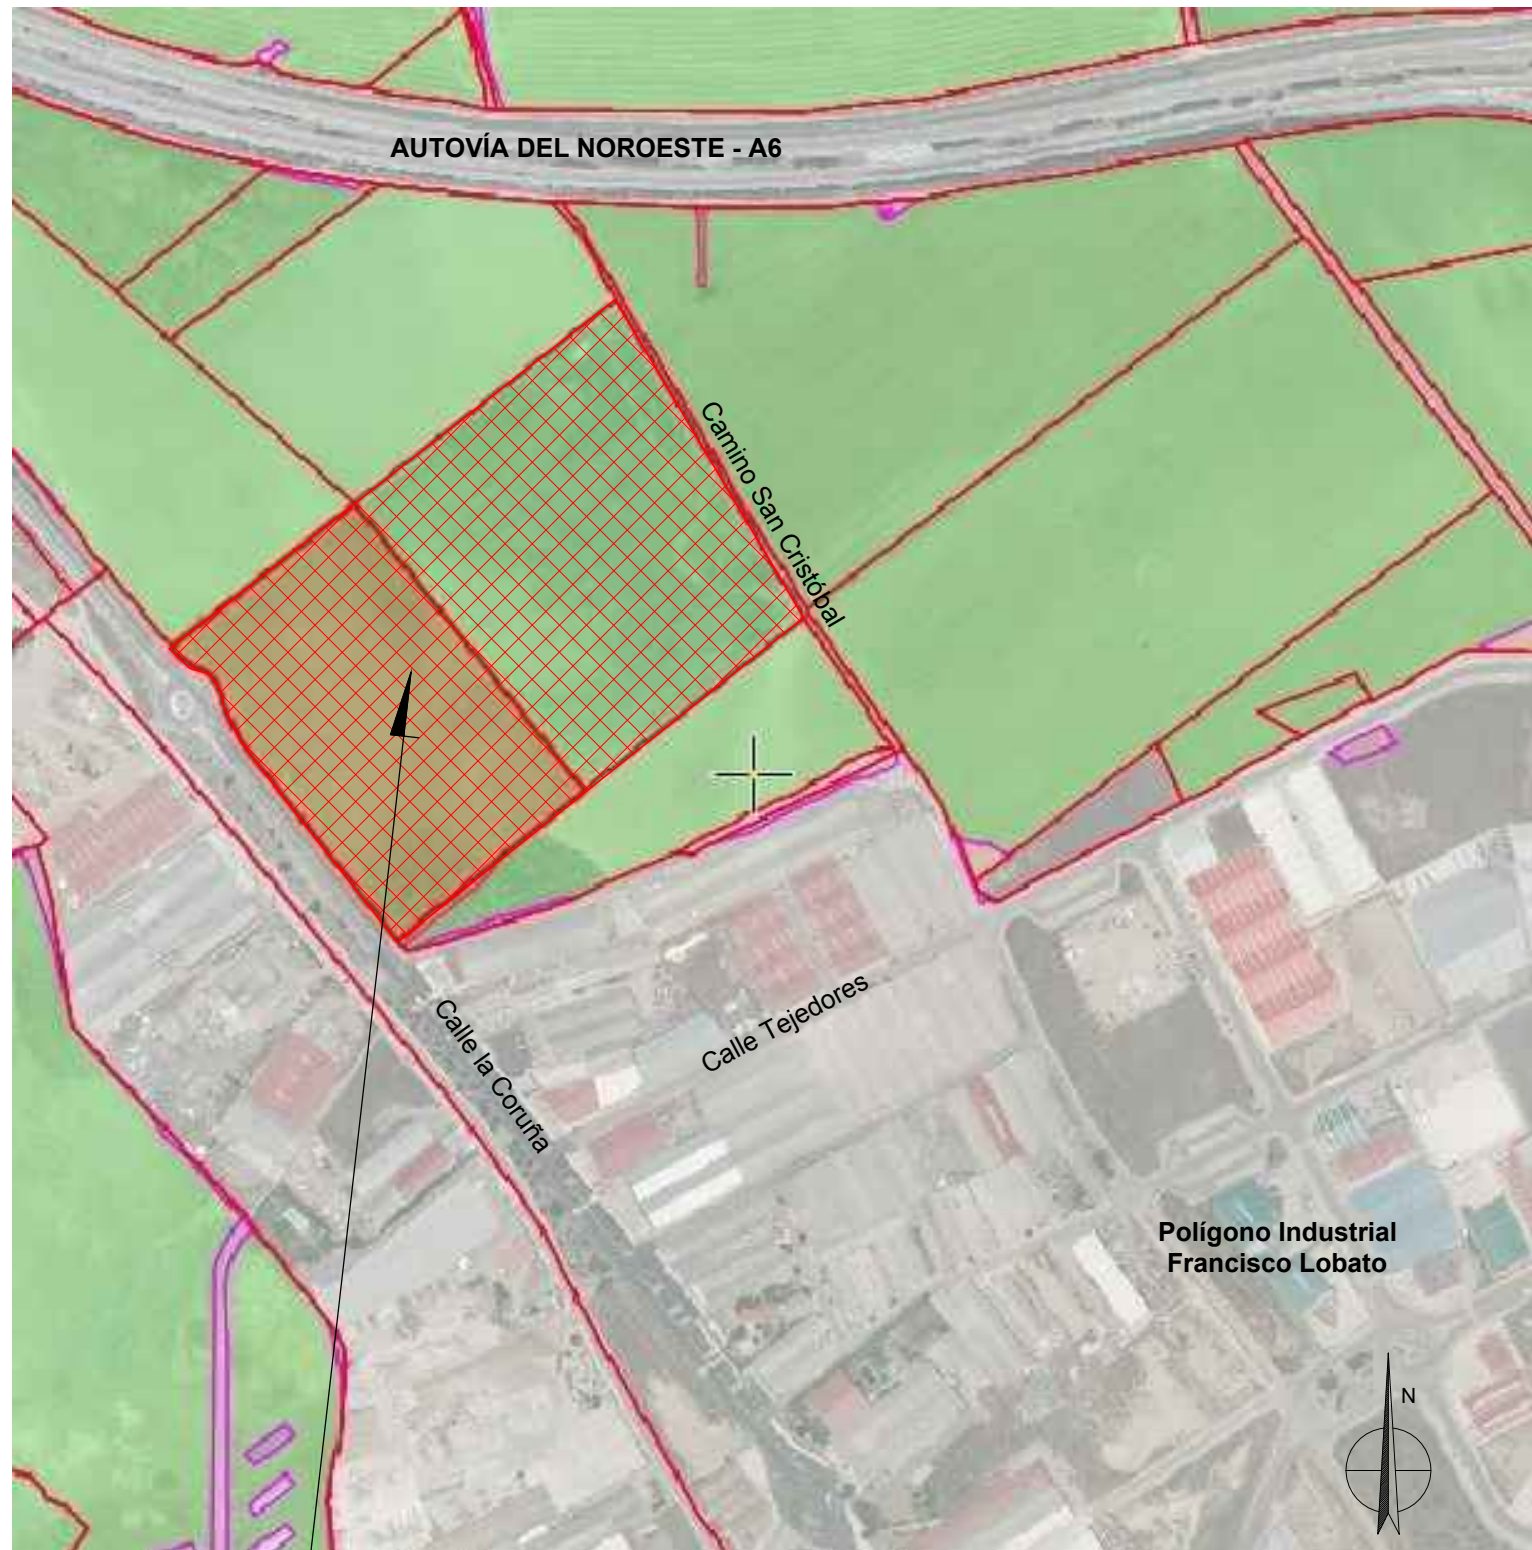 AUTOVÍA DEL NOROESTE - A6
Camino San Cristóbal
Calle Tejedores
Calle la Coruña
Polígono Industrial
Francisco Lobato
N